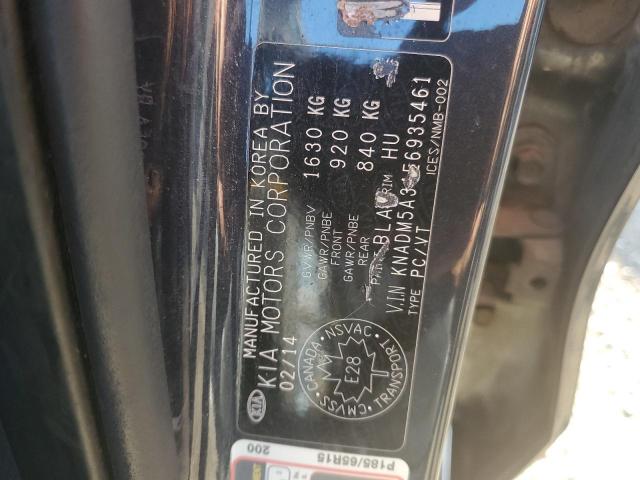 MANUFACTURED IN KOREA BY
KIA KIA MOTORS CORPORATION
02/14
GVWR/PNBV 1630 KG
GAWR/PNBE FRONT 920 KG
GAWR/PNBE REAR 840 KG
HU
V.I.N KNADM5A3 E6935461
TYPE PC/VT ICES/NMB-002
CANADA NSVAC TRANSPORT CMVSS
E28
P185/65R15
200